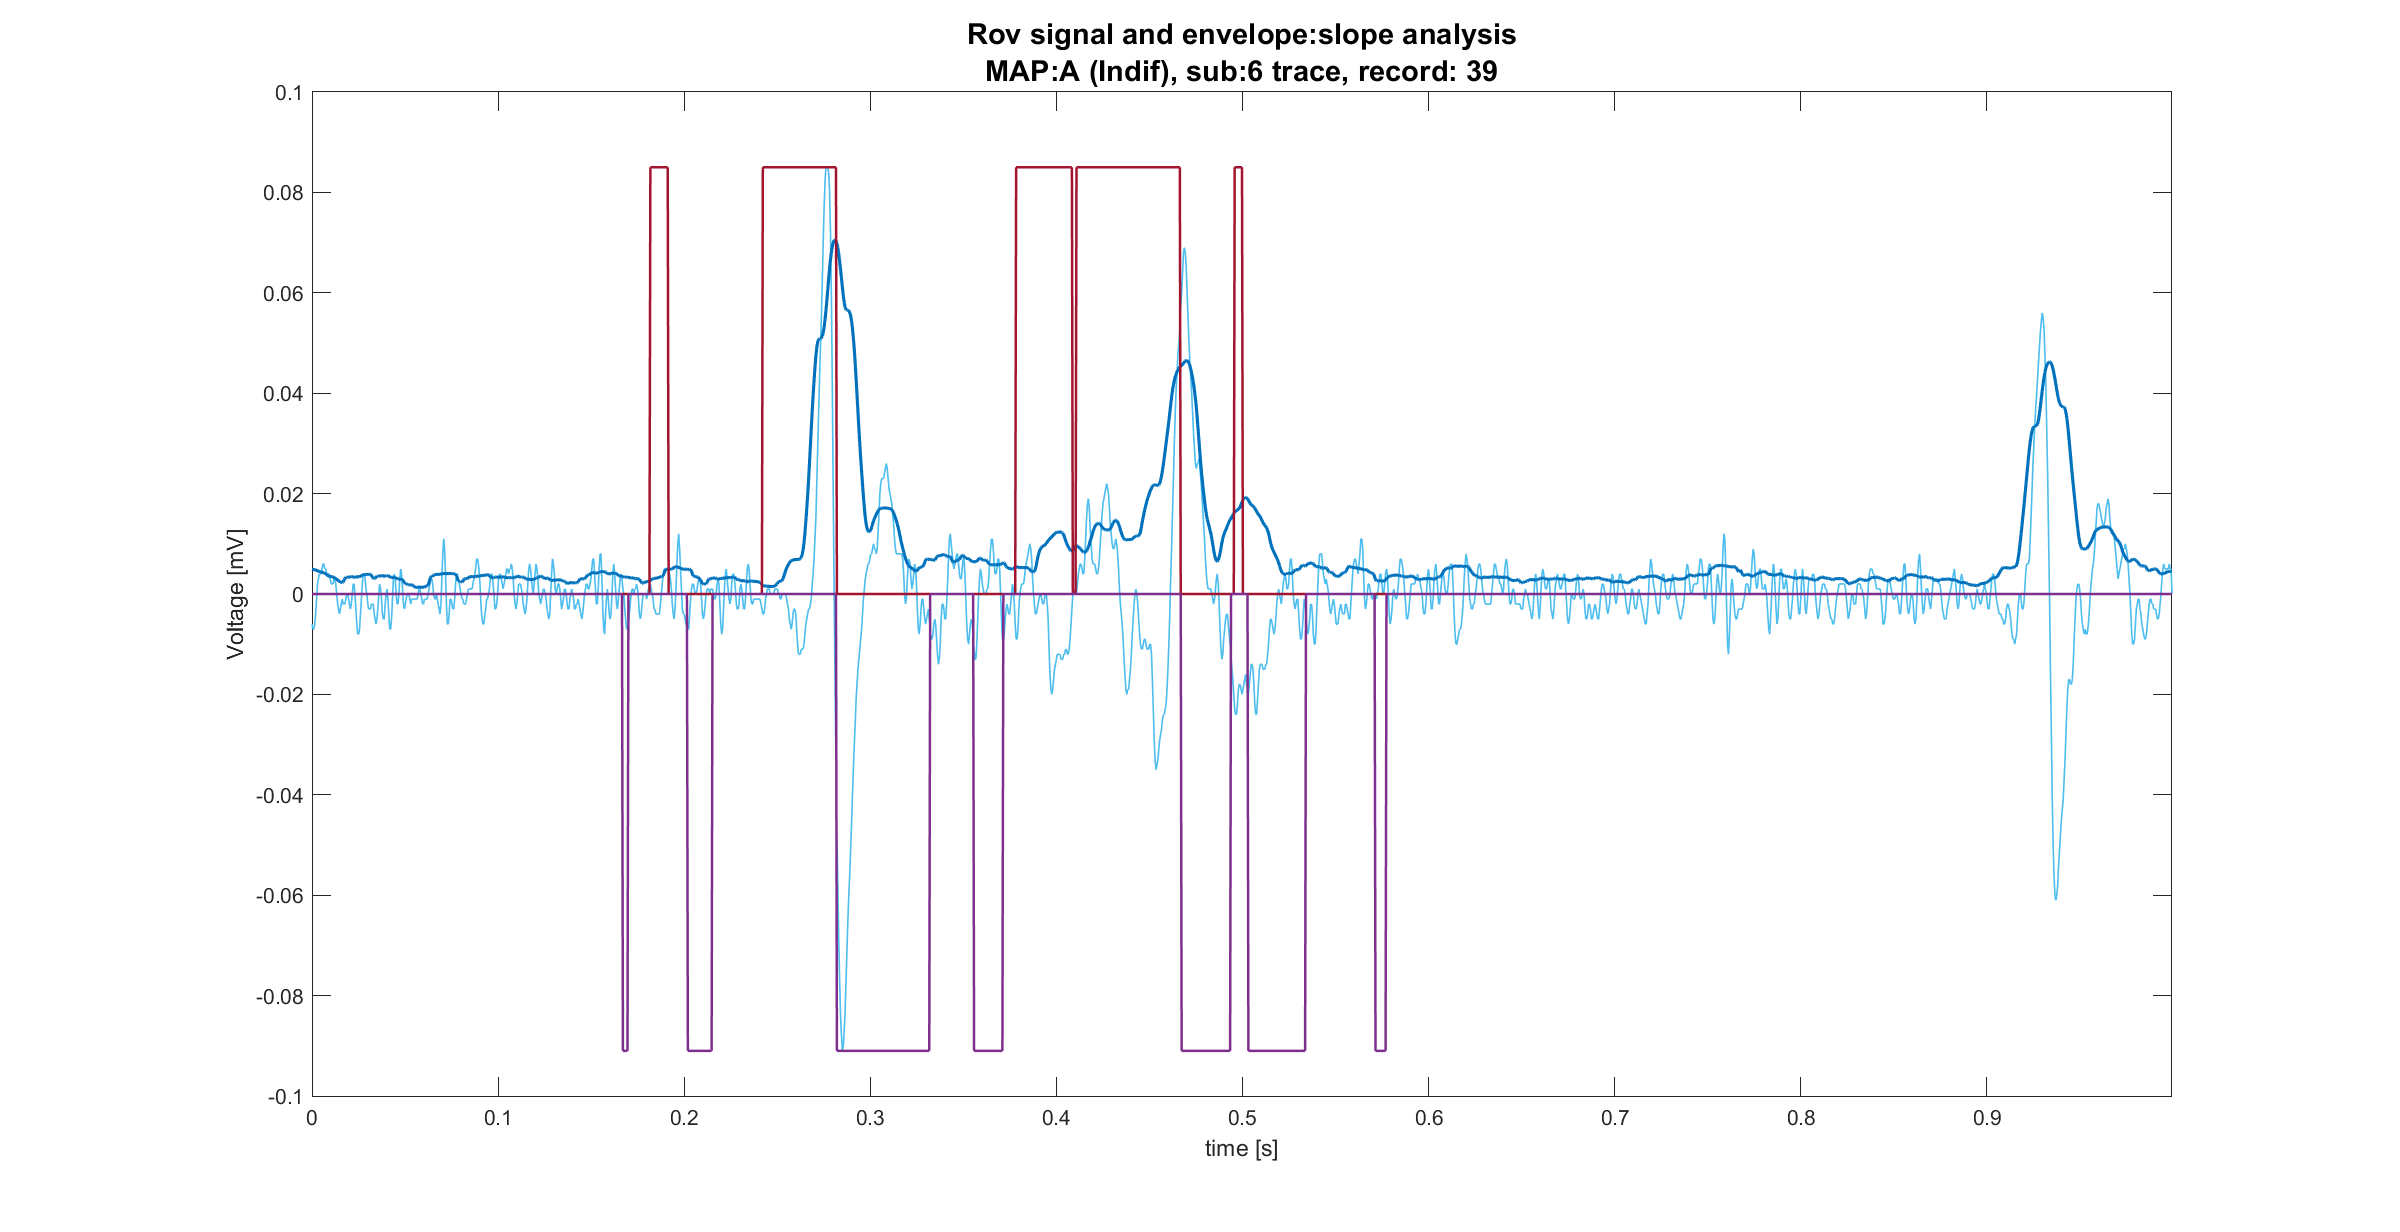 Rov signal and envelope:slope analysis
MAP:A (Indif), sub:6 trace, record: 39
0.1
0.08
0.06
0.04
0.02
0
-0.02
-0.04
-0.06
-0.08
-0.1
Voltage [mV]
0 0.1 0.2 0.3 0.4 0.5 0.6 0.7 0.8 0.9
time [s]